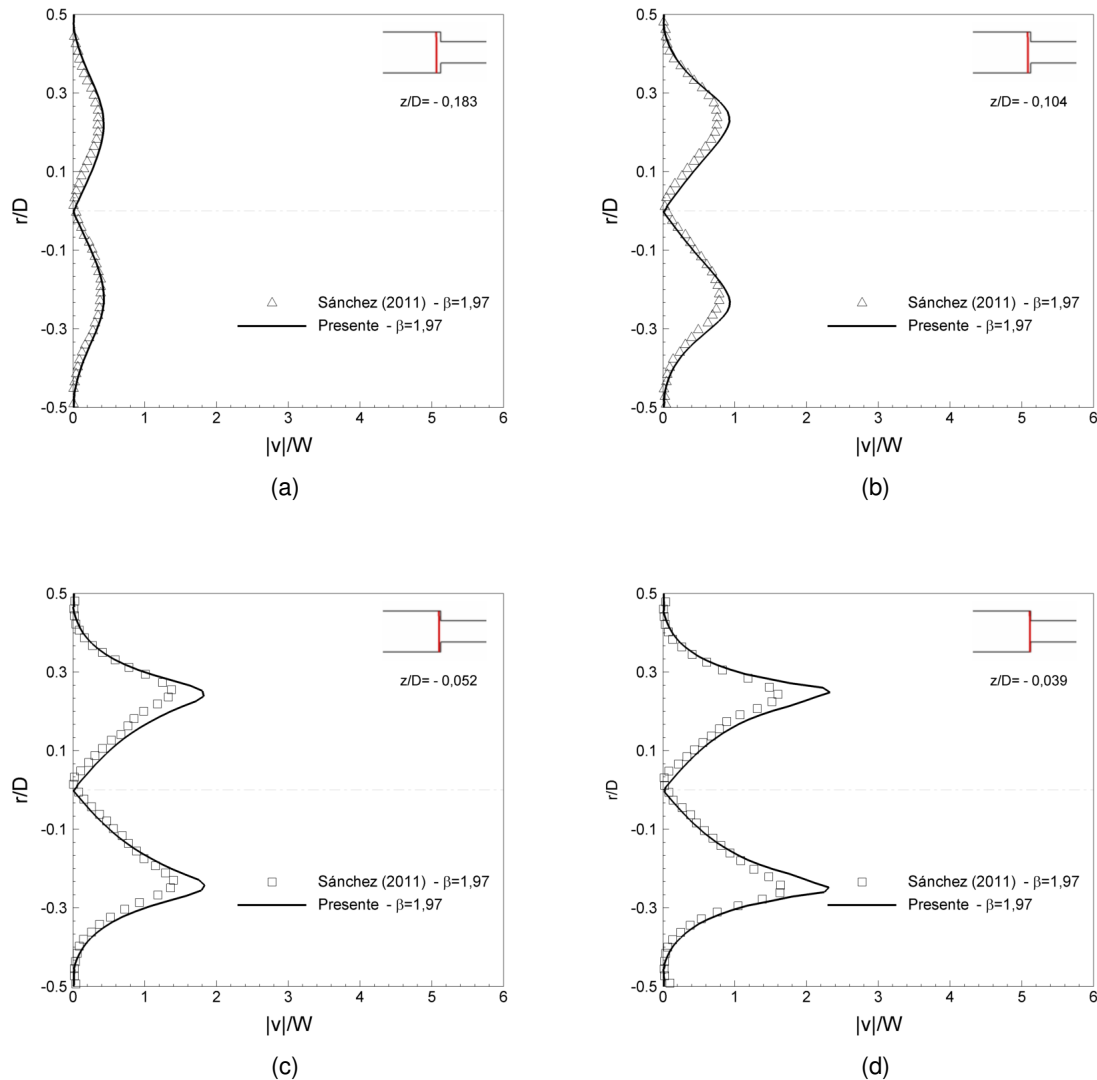 0.5
0.3
0.1
-0.1
-0.3
-0.5
r/D
z/D= - 0,183
Sánchez (2011) - β=1,97
Presente - β=1,97
0 1 2 3 4 5 6
|v|/W
(a)
0.5
0.3
0.1
-0.1
-0.3
-0.5
r/D
z/D= - 0,104
Sánchez (2011) - β=1,97
Presente - β=1,97
0 1 2 3 4 5 6
|v|/W
(b)
0.5
0.3
0.1
-0.1
-0.3
-0.5
r/D
z/D= - 0,052
Sánchez (2011) - β=1,97
Presente - β=1,97
0 1 2 3 4 5 6
|v|/W
(c)
0.5
0.3
0.1
-0.1
-0.3
-0.5
r/D
z/D= - 0,039
Sánchez (2011) - β=1,97
Presente - β=1,97
0 1 2 3 4 5 6
|v|/W
(d)